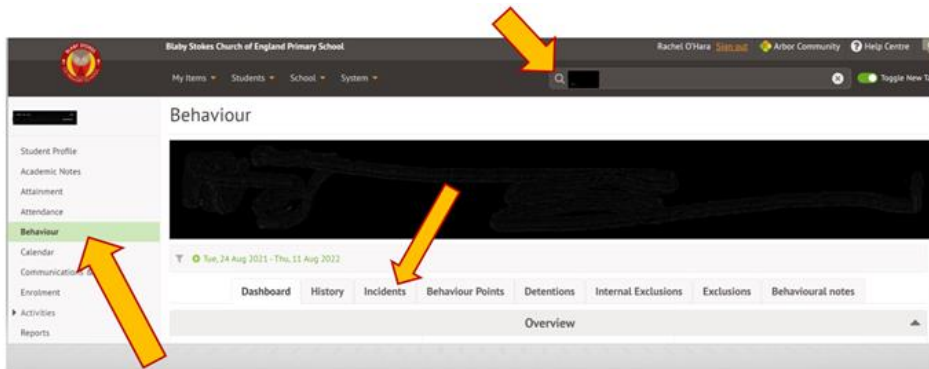 Blaby Stokes Church of England Primary School
Rachel O'Hara Sign out Arbor Community Help Centre
My Items Students School System
Toggle New
Behaviour
Student Profile
Academic Notes
Attainment
Attendance
Behaviour
Calendar
Tue, 24 Aug 2021 - Thu, 11 Aug 2022
Communications
Enrolment
Dashboard History Incidents Behaviour Points Detentions Internal Exclusions Exclusions Behavioural notes
Activities
Overview
Reports